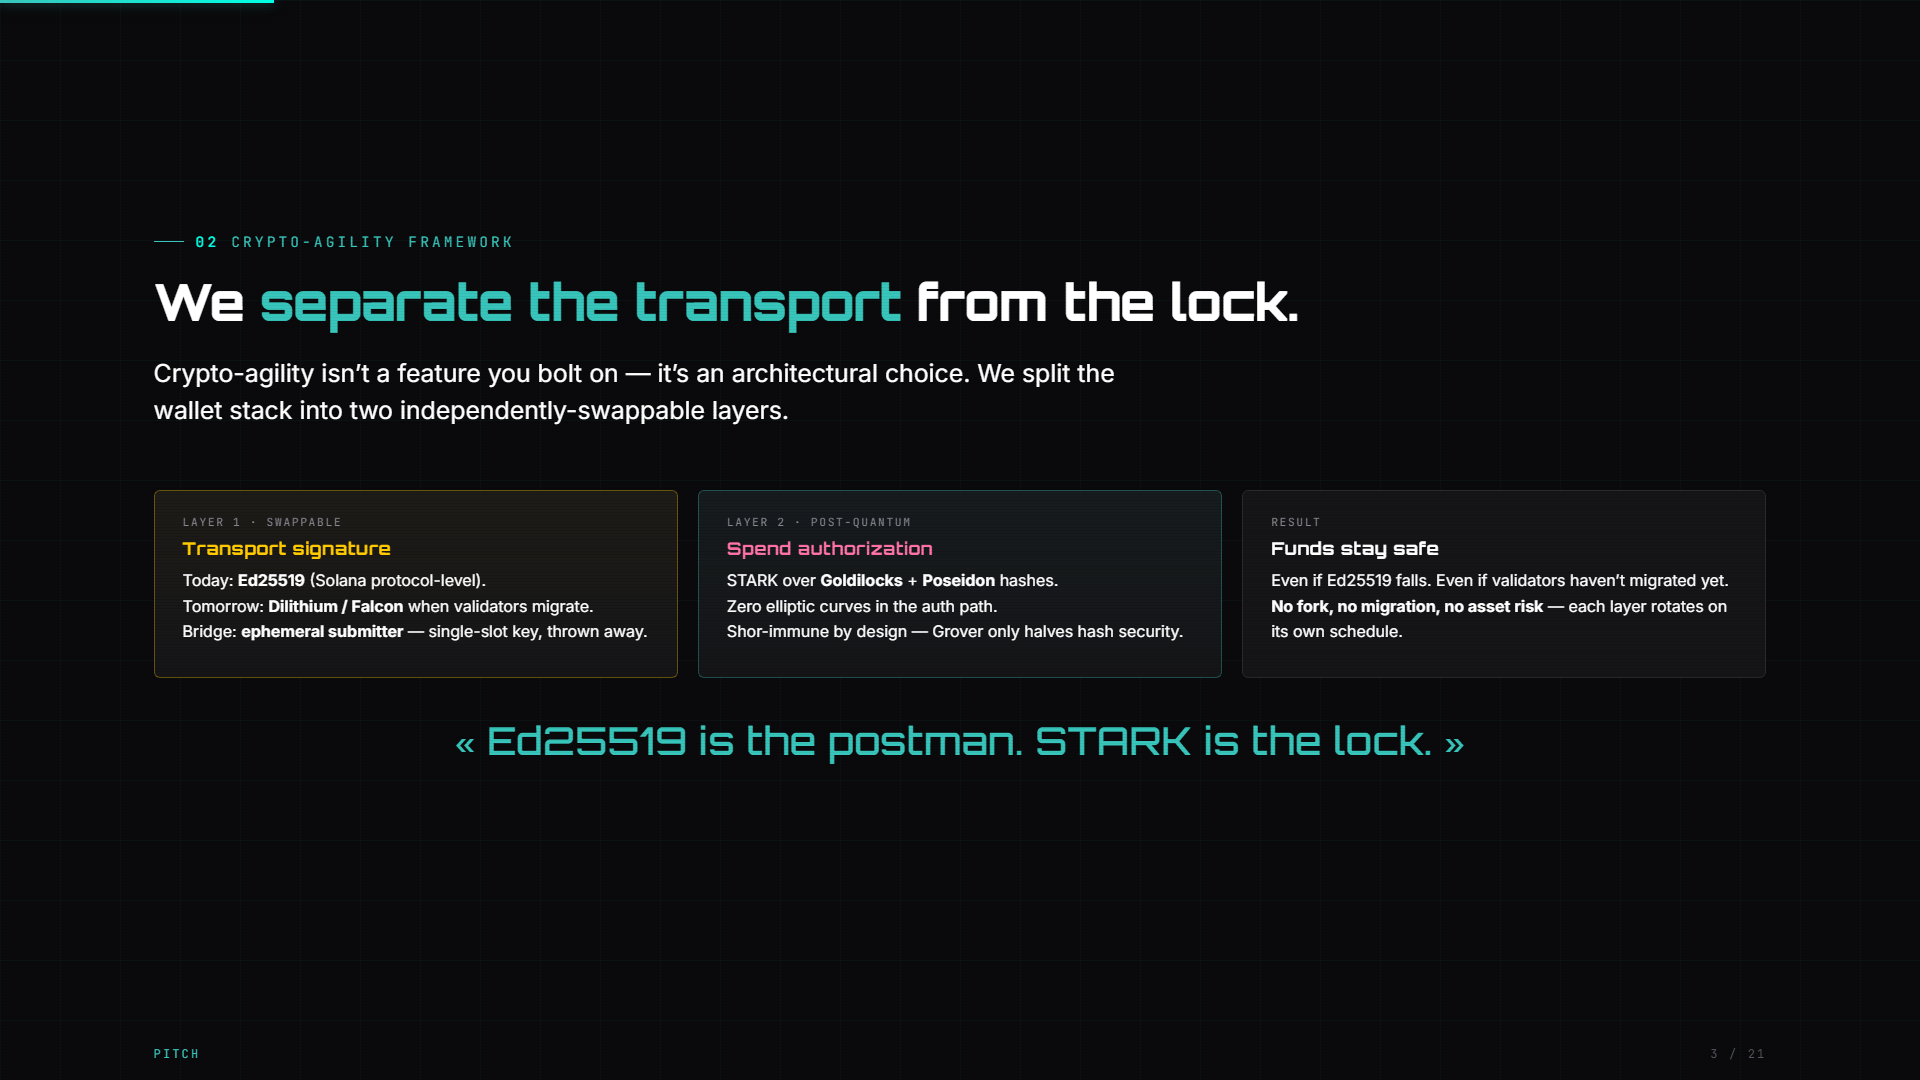 02 CRYPTO-AGILITY FRAMEWORK
We separate the transport from the lock.
Crypto-agility isn’t a feature you bolt on — it’s an architectural choice. We split the
wallet stack into two independently-swappable layers.
LAYER 1 · SWAPPABLE
Transport signature
Today: Ed25519 (Solana protocol-level).
Tomorrow: Dilithium / Falcon when validators migrate.
Bridge: ephemeral submitter — single-slot key, thrown away.
LAYER 2 · POST-QUANTUM
Spend authorization
STARK over Goldilocks + Poseidon hashes.
Zero elliptic curves in the auth path.
Shor-immune by design — Grover only halves hash security.
RESULT
Funds stay safe
Even if Ed25519 falls. Even if validators haven’t migrated yet.
No fork, no migration, no asset risk — each layer rotates on
its own schedule.
« Ed25519 is the postman. STARK is the lock. »
PITCH
3 / 21